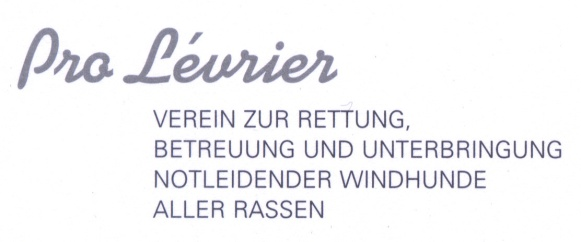 Pro Lévrier
VEREIN ZUR RETTUNG,
BETREUUNG UND UNTERBRINGUNG
NOTLEIDENDER WINDHUNDE
ALLER RASSEN